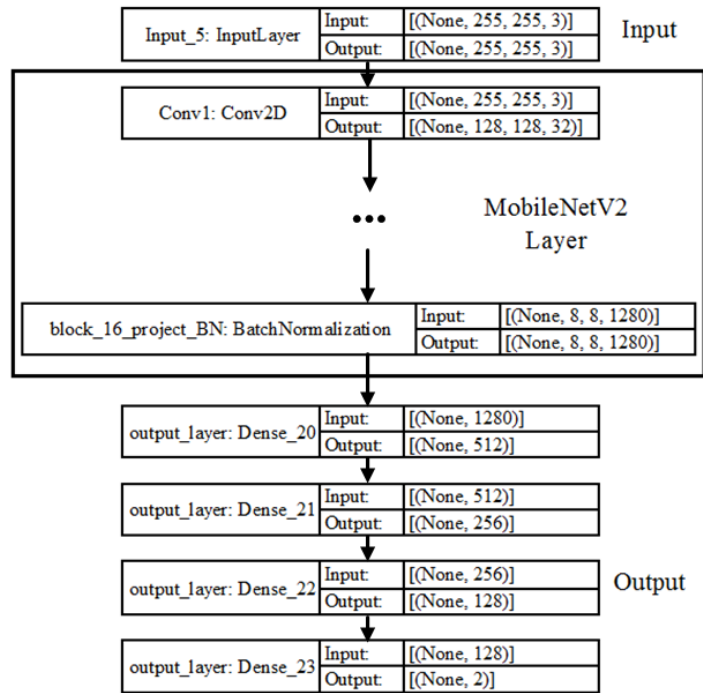 Input_5: InputLayer Input: [(None, 255, 255, 3)] Input
Output: [(None, 255, 255, 3)]
Conv1: Conv2D Input: [(None, 255, 255, 3)]
Output: [(None, 128, 128, 32)]
...
MobileNetV2
Layer
block_16_project_BN: BatchNormalization Input: [(None, 8, 8, 1280)]
Output: [(None, 8, 8, 1280)]
output_layer: Dense_20 Input: [(None, 1280)]
Output: [(None, 512)]
output_layer: Dense_21 Input: [(None, 512)]
Output: [(None, 256)]
output_layer: Dense_22 Input: [(None, 256)] Output
Output: [(None, 128)]
output_layer: Dense_23 Input: [(None, 128)]
Output: [(None, 2)]